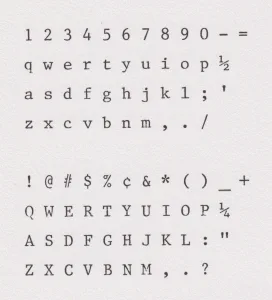 1 2 3 4 5 6 7 8 9 0 - =
q w e r t y u i o p ½
a s d f g h j k l ; '
z x c v b n m , . /
! @ # $ % ¢ & * ( ) _ +
Q W E R T Y U I O P ¼
A S D F G H J K L : "
Z X C V B N M , . ?